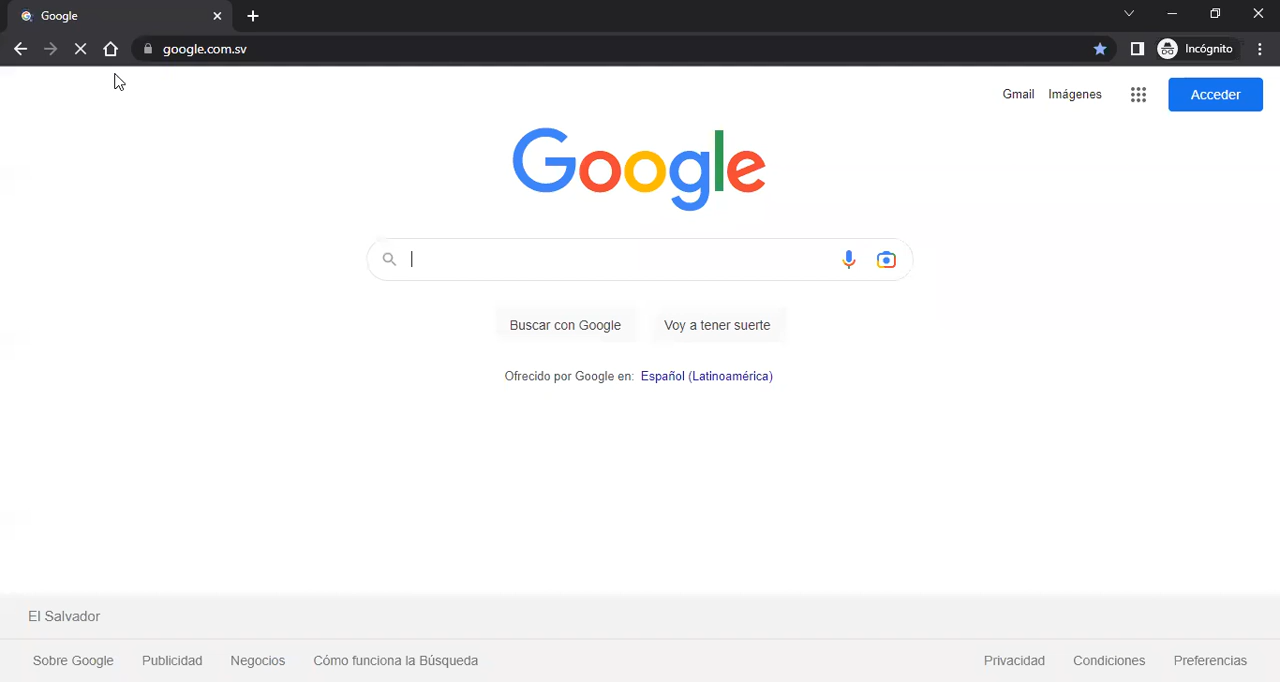 Google
google.com.sv
Incógnito
Gmail Imágenes Acceder
Google
Buscar con Google Voy a tener suerte
Ofrecido por Google en: Español (Latinoamérica)
El Salvador
Sobre Google Publicidad Negocios Cómo funciona la Búsqueda Privacidad Condiciones Preferencias